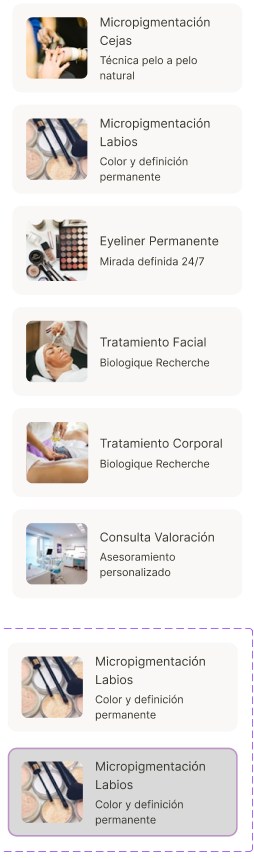 Micropigmentación
Cejas
Técnica pelo a pelo
natural
Micropigmentación
Labios
Color y definición
permanente
Eyeliner Permanente
Mirada definida 24/7
Tratamiento Facial
Biologique Recherche
Tratamiento Corporal
Biologique Recherche
Consulta Valoración
Asesoramiento
personalizado
Micropigmentación
Labios
Color y definición
permanente
Micropigmentación
Labios
Color y definición
permanente